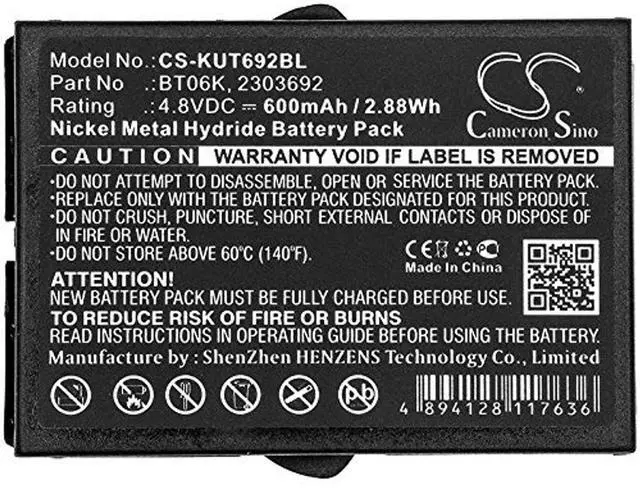 Model No.:CS-KUT692BL
Part No :BT06K, 2303692
Rating :4.8VDC ⎓ 600mAh / 2.88Wh
Nickel Metal Hydride Battery Pack
CS
Cameron Sino
CAUTION WARRANTY VOID IF LABEL IS REMOVED
•DO NOT ATTEMPT TO DISASSEMBLE, OPEN OR SERVICE THE BATTERY PACK.
•REPLACE ONLY WITH THE BATTERY PACK DESIGNATED FOR THIS PRODUCT.
•DO NOT CRUSH, PUNCTURE, SHORT EXTERNAL CONTACTS OR DISPOSE OF
IN FIRE OR WATER.
•DO NOT STORE ABOVE 60°C (140°F).
CE
PC
Made In China
ATTENTION!
NEW BATTERY PACK MUST BE FULLY CHARGED BEFORE USE.
TO REDUCE RISK OF FIRE OR BURNS
READ INSTRUCTIONS IN OPERATING GUIDE BEFORE USING THE BATTERY.
Manufacture by : ShenZhen HENZENS Technology Co., Limited
Pb
4 894128 117636